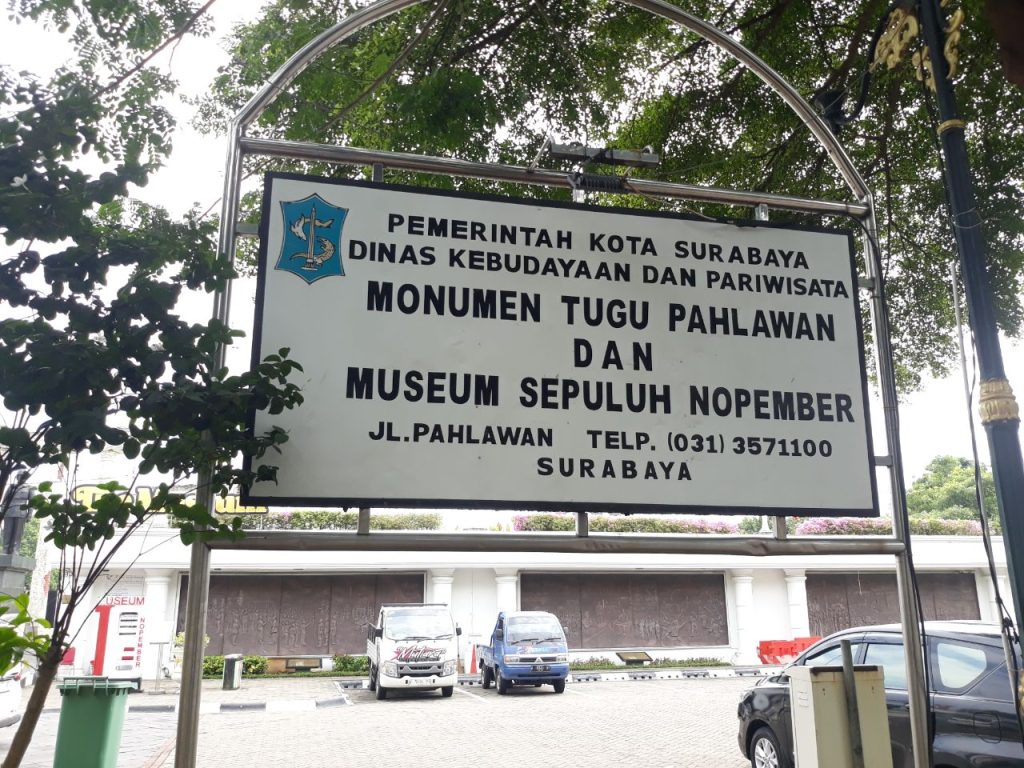 PEMERINTAH KOTA SURABAYA
DINAS KEBUDAYAAN DAN PARIWISATA
MONUMEN TUGU PAHLAWAN
DAN
MUSEUM SEPULUH NOPEMBER
JL.PAHLAWAN TELP. (031) 3571100
SURABAYA
MUSEUM
NOPEMBER